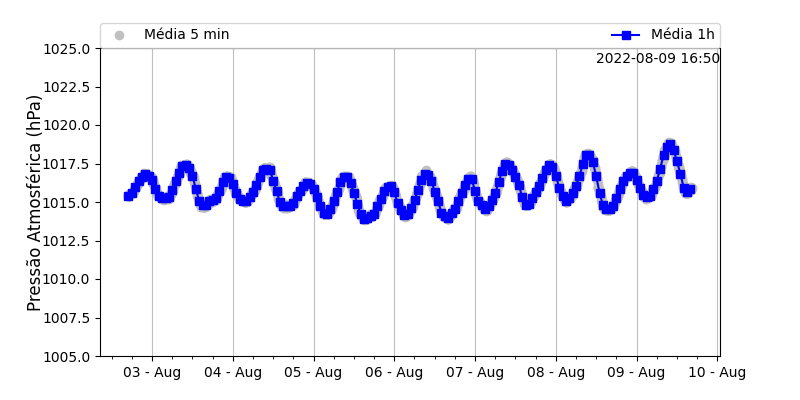 Média 5 min
Média 1h
2022-08-09 16:50
Pressão Atmosférica (hPa)
1025.0
1022.5
1020.0
1017.5
1015.0
1012.5
1010.0
1007.5
1005.0
03 - Aug
04 - Aug
05 - Aug
06 - Aug
07 - Aug
08 - Aug
09 - Aug
10 - Aug